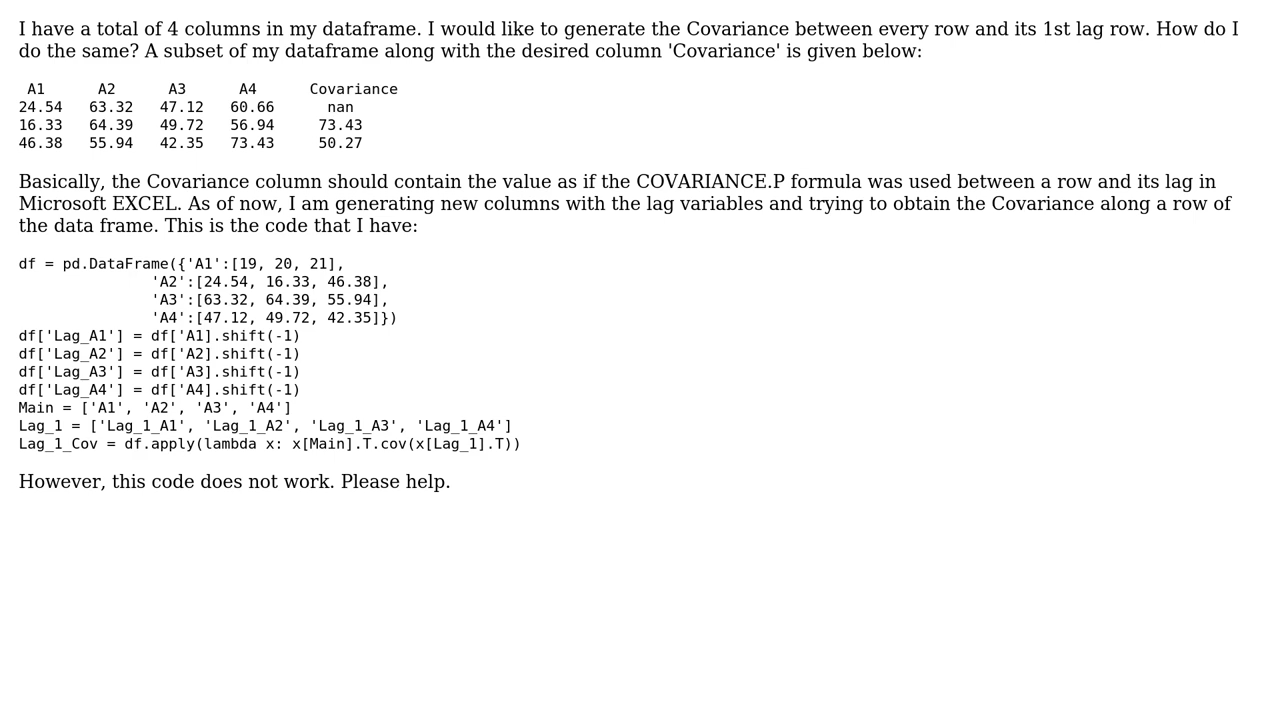 I have a total of 4 columns in my dataframe. I would like to generate the Covariance between every row and its 1st lag row. How do I
do the same? A subset of my dataframe along with the desired column 'Covariance' is given below:
A1      A2      A3      A4      Covariance
24.54   63.32   47.12   60.66      nan
16.33   64.39   49.72   56.94     73.43
46.38   55.94   42.35   73.43     50.27
Basically, the Covariance column should contain the value as if the COVARIANCE.P formula was used between a row and its lag in
Microsoft EXCEL. As of now, I am generating new columns with the lag variables and trying to obtain the Covariance along a row of
the data frame. This is the code that I have:
df = pd.DataFrame({'A1':[19, 20, 21],
               'A2':[24.54, 16.33, 46.38],
               'A3':[63.32, 64.39, 55.94],
               'A4':[47.12, 49.72, 42.35]})
df['Lag_A1'] = df['A1].shift(-1)
df['Lag_A2'] = df['A2].shift(-1)
df['Lag_A3'] = df['A3].shift(-1)
df['Lag_A4'] = df['A4].shift(-1)
Main = ['A1', 'A2', 'A3', 'A4']
Lag_1 = ['Lag_1_A1', 'Lag_1_A2', 'Lag_1_A3', 'Lag_1_A4']
Lag_1_Cov = df.apply(lambda x: x[Main].T.cov(x[Lag_1].T))
However, this code does not work. Please help.